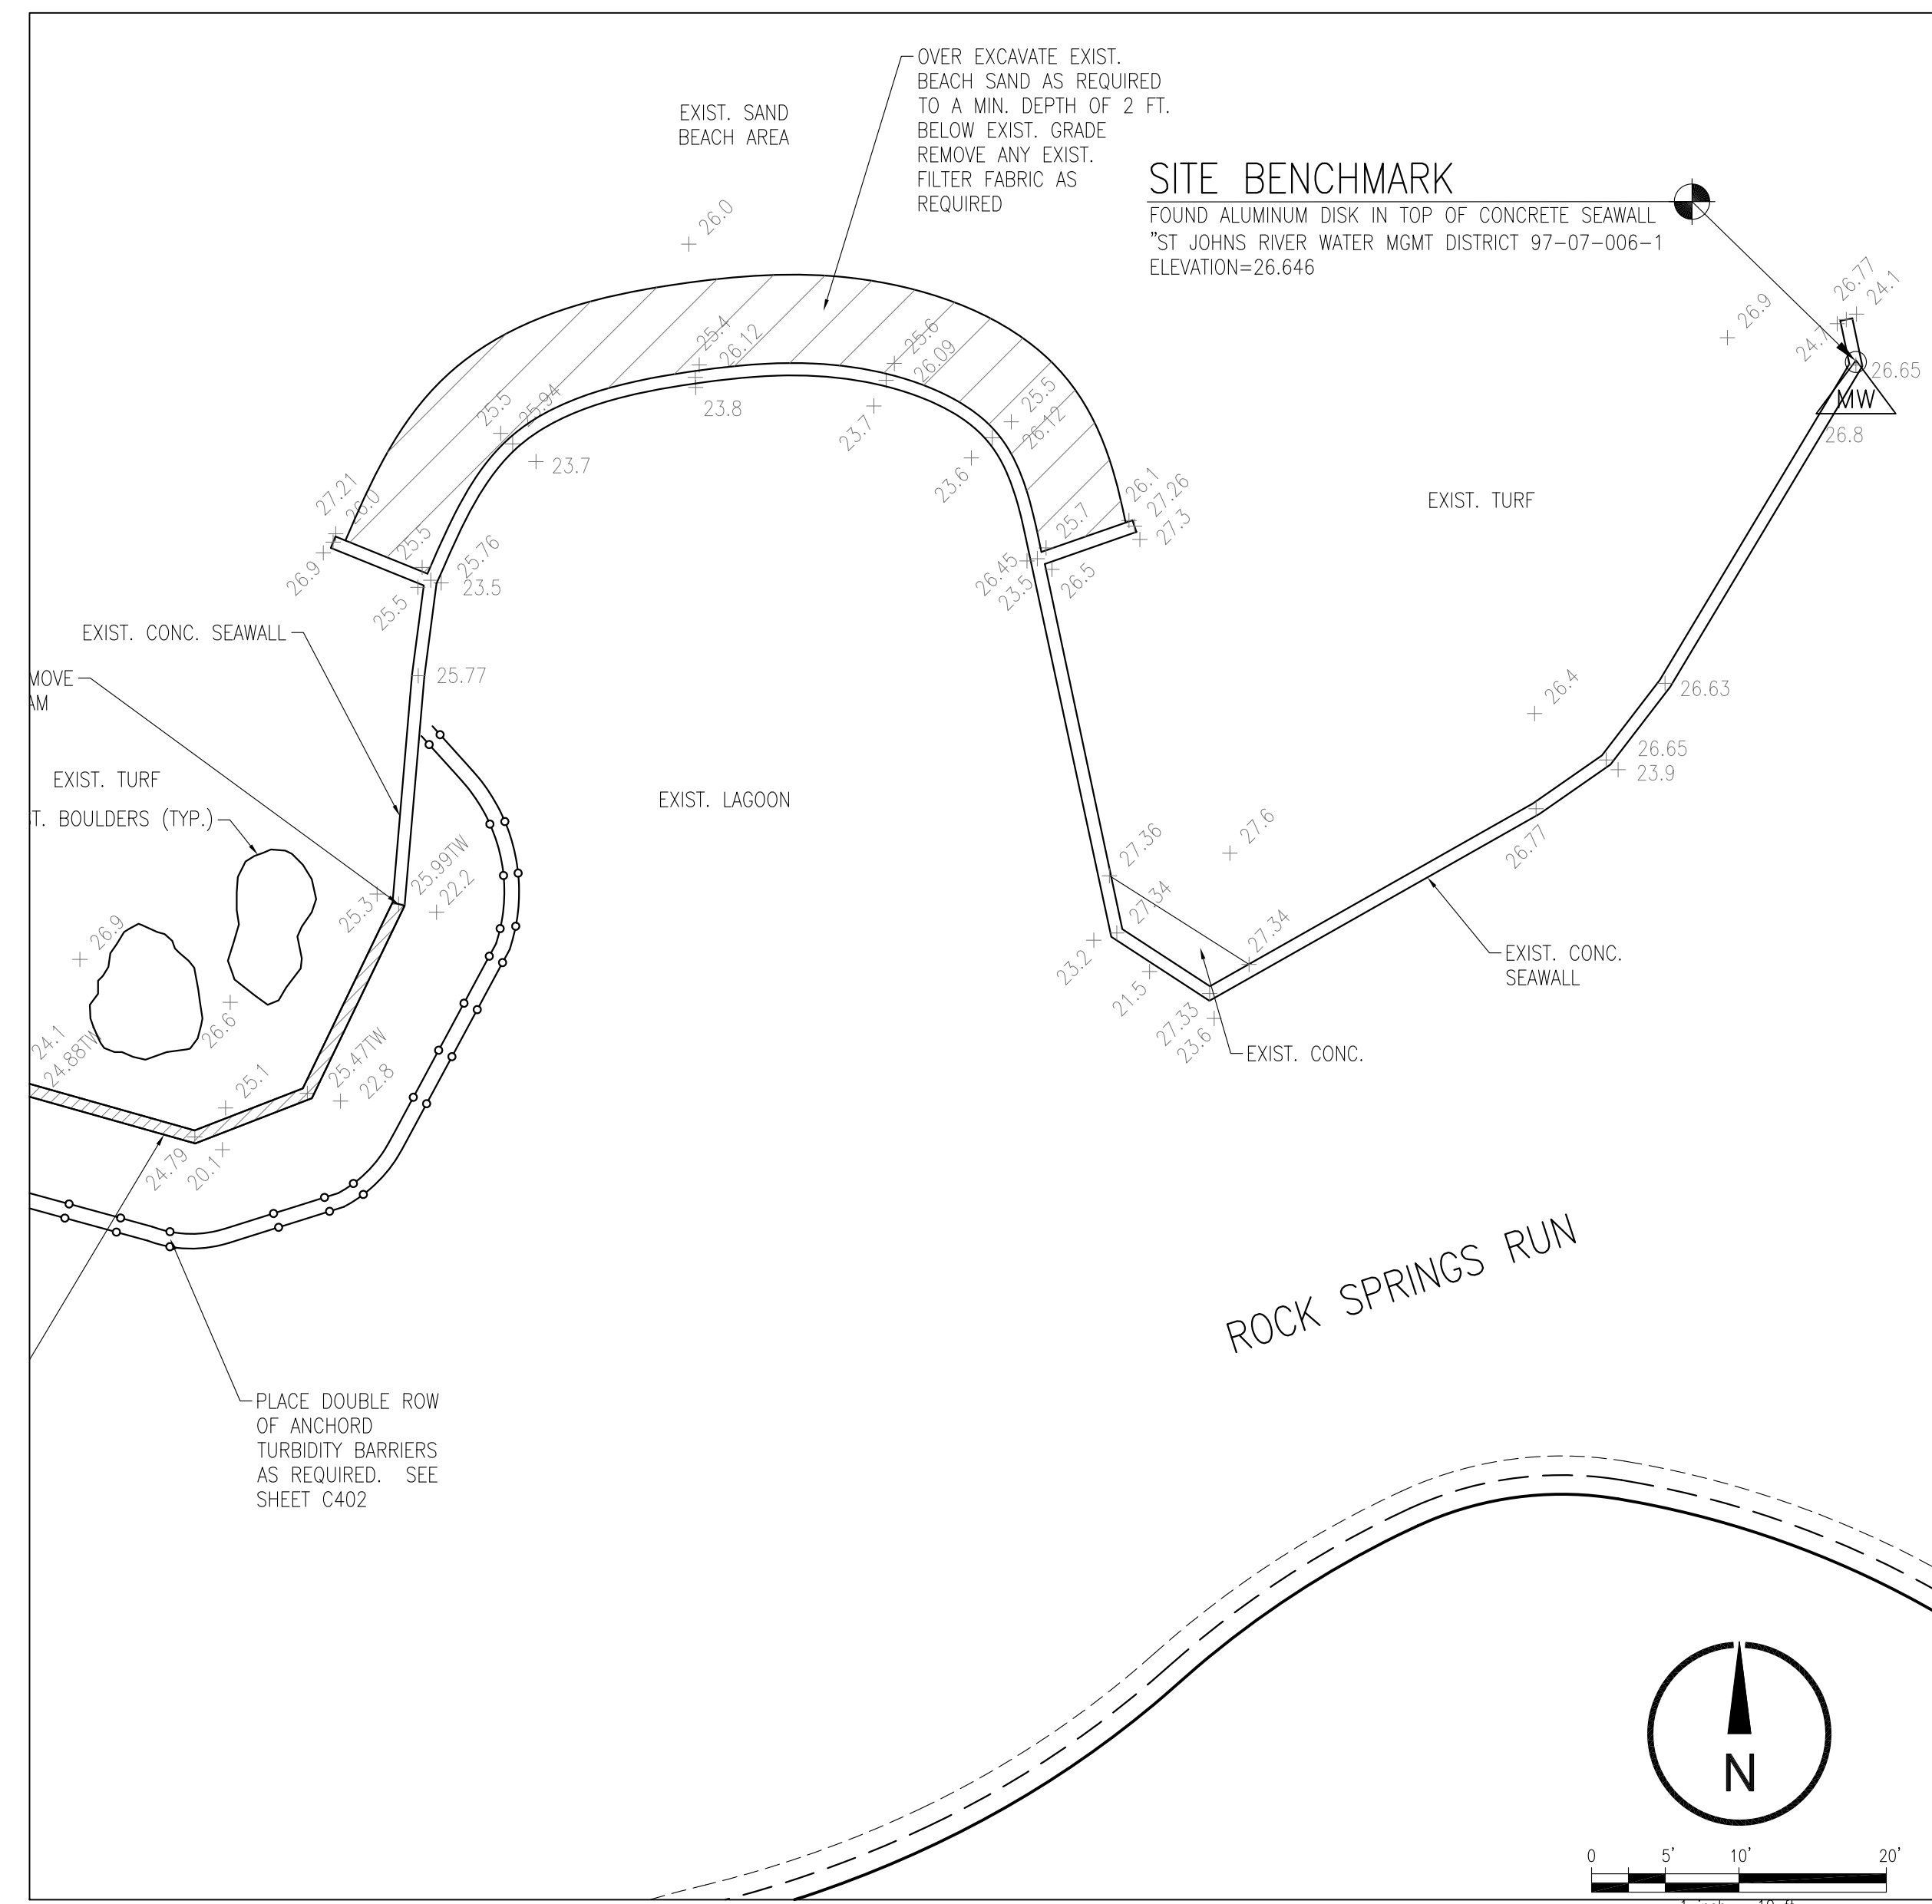 OVER EXCAVATE EXIST.
BEACH SAND AS REQUIRED
TO A MIN. DEPTH OF 2 FT.
BELOW EXIST. GRADE
REMOVE ANY EXIST.
FILTER FABRIC AS
REQUIRED
EXIST. SAND
BEACH AREA
SITE BENCHMARK
FOUND ALUMINUM DISK IN TOP OF CONCRETE SEAWALL
"ST JOHNS RIVER WATER MGMT DISTRICT 97-07-006-1
ELEVATION=26.646
26.0
26.77
24.1
26.9
24.7
26.65
MW
26.8
25.4
26.12
25.6
26.09
25.5
25.94
23.8
23.7
25.5
26.12
23.7
23.6
27.21
26.0
26.1
27.26
27.3
EXIST. TURF
25.5
25.76
25.7
26.9
23.5
25.5
26.45
23.5
26.5
EXIST. CONC. SEAWALL
MOVE
AM
25.77
26.4
26.63
26.65
23.9
EXIST. TURF
T. BOULDERS (TYP.)
EXIST. LAGOON
27.36
27.6
26.77
25.99TW
22.2
25.3
27.34
27.34
26.9
23.2
21.5
27.33
23.6
EXIST. CONC.
SEAWALL
EXIST. CONC.
26.6
24.1
24.88TW
25.1
25.47TW
22.8
24.79
20.1
ROCK SPRINGS RUN
PLACE DOUBLE ROW
OF ANCHORD
TURBIDITY BARRIERS
AS REQUIRED. SEE
SHEET C402
N
0 5' 10' 20'